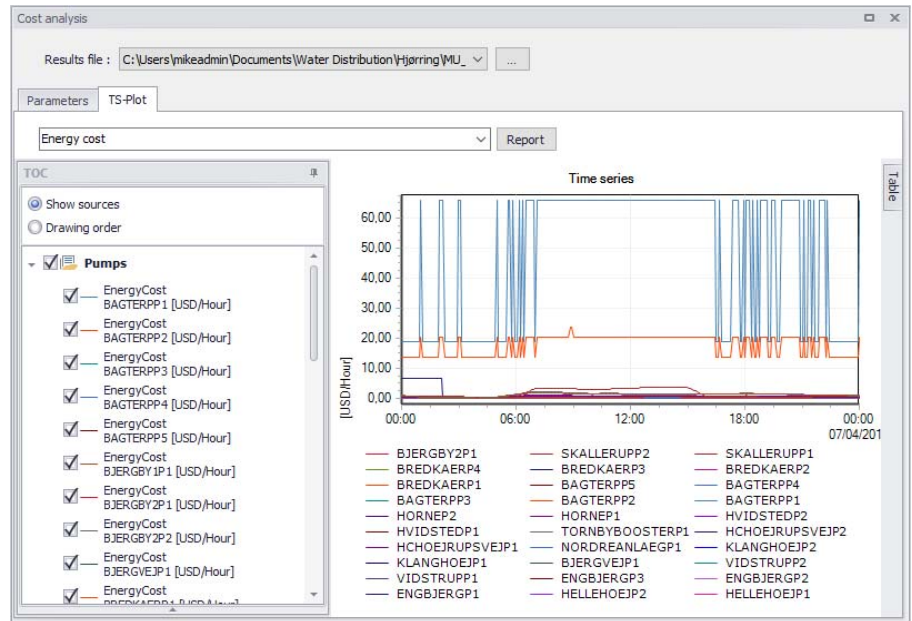 Cost analysis
Results file : C:\Users\mikeadmin\Documents\Water Distribution\Hjørring\MU_ ...
Parameters TS-Plot
Energy cost Report
TOC
Show sources
Drawing order
Pumps
EnergyCost
BAGTERPP1 [USD/Hour]
EnergyCost
BAGTERPP2 [USD/Hour]
EnergyCost
BAGTERPP3 [USD/Hour]
EnergyCost
BAGTERPP4 [USD/Hour]
EnergyCost
BAGTERPP5 [USD/Hour]
EnergyCost
BJERGBY1P1 [USD/Hour]
EnergyCost
BJERGBY2P1 [USD/Hour]
EnergyCost
BJERGBY2P2 [USD/Hour]
EnergyCost
BJERGVEJP1 [USD/Hour]
EnergyCost
Time series
Table
60,00
50,00
40,00
30,00
20,00
10,00
0,00
[USD/Hour]
00:00 06:00 12:00 18:00 00:00
07/04/201
BJERGBY2P1 SKALLERUPP2 SKALLERUPP1
BREDKAERP4 BREDKAERP3 BREDKAERP2
BREDKAERP1 BAGTERPP5 BAGTERPP4
BAGTERPP3 BAGTERPP2 BAGTERPP1
HORNEP2 HORNEP1 HVIDSTEDP2
HVIDSTEDP1 TORNBYBOOSTERP1 HCHOEJRUPSVEJP2
HCHOEJRUPSVEJP1 NORDREANLAEGP1 KLANGHOEJP2
KLANGHOEJP1 BJERGVEJP1 VIDSTRUPP2
VIDSTRUPP1 ENGBJERGP3 ENGBJERGP2
ENGBJERGP1 HELLEHOEJP2 HELLEHOEJP1